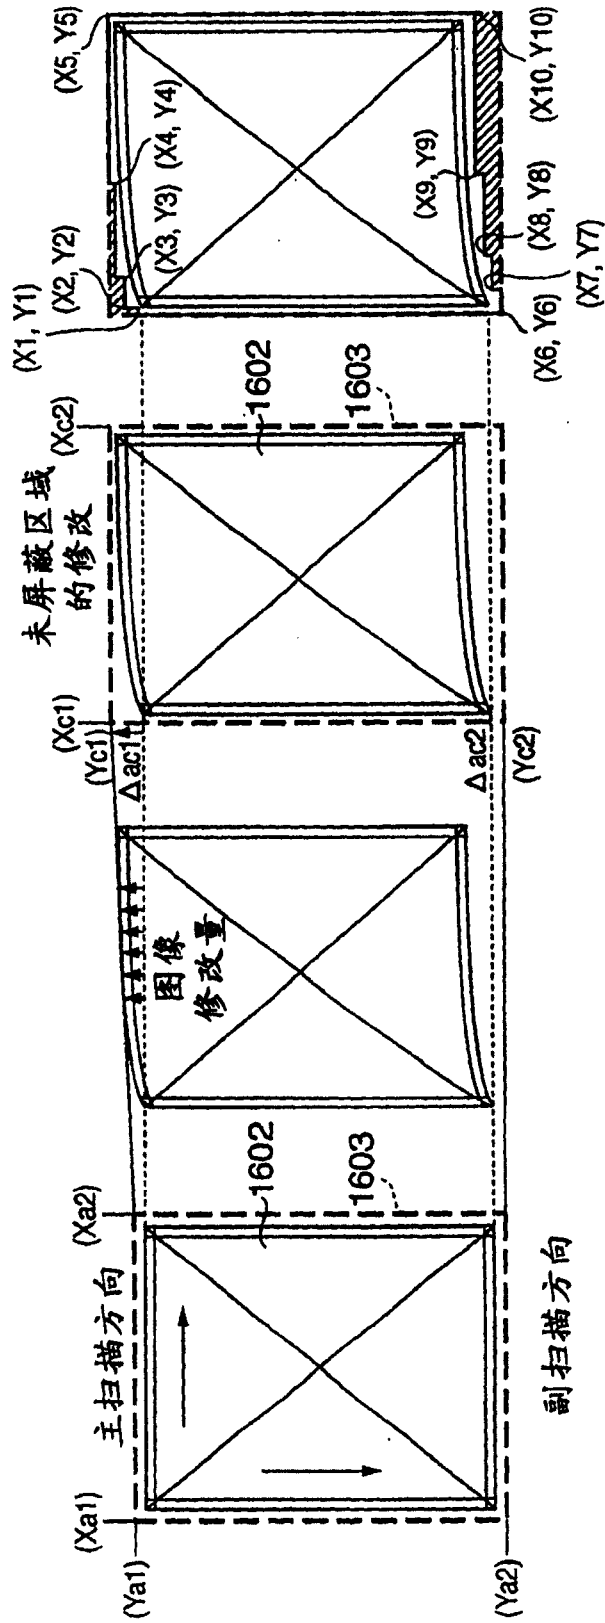 主扫描方向
副扫描方向
(Xa1)
(Xa2)
(Ya1)
(Ya2)
1602
1603
图像
修改量
未屏蔽区域
的修改
(Xc1)
(Xc2)
(Yc1)
Δac1
Δac2
(Yc2)
1602
1603
(X1, Y1)
(X2, Y2)
(X3, Y3)
(X4, Y4)
(X5, Y5)
(X6, Y6)
(X7, Y7)
(X8, Y8)
(X9, Y9)
(X10, Y10)